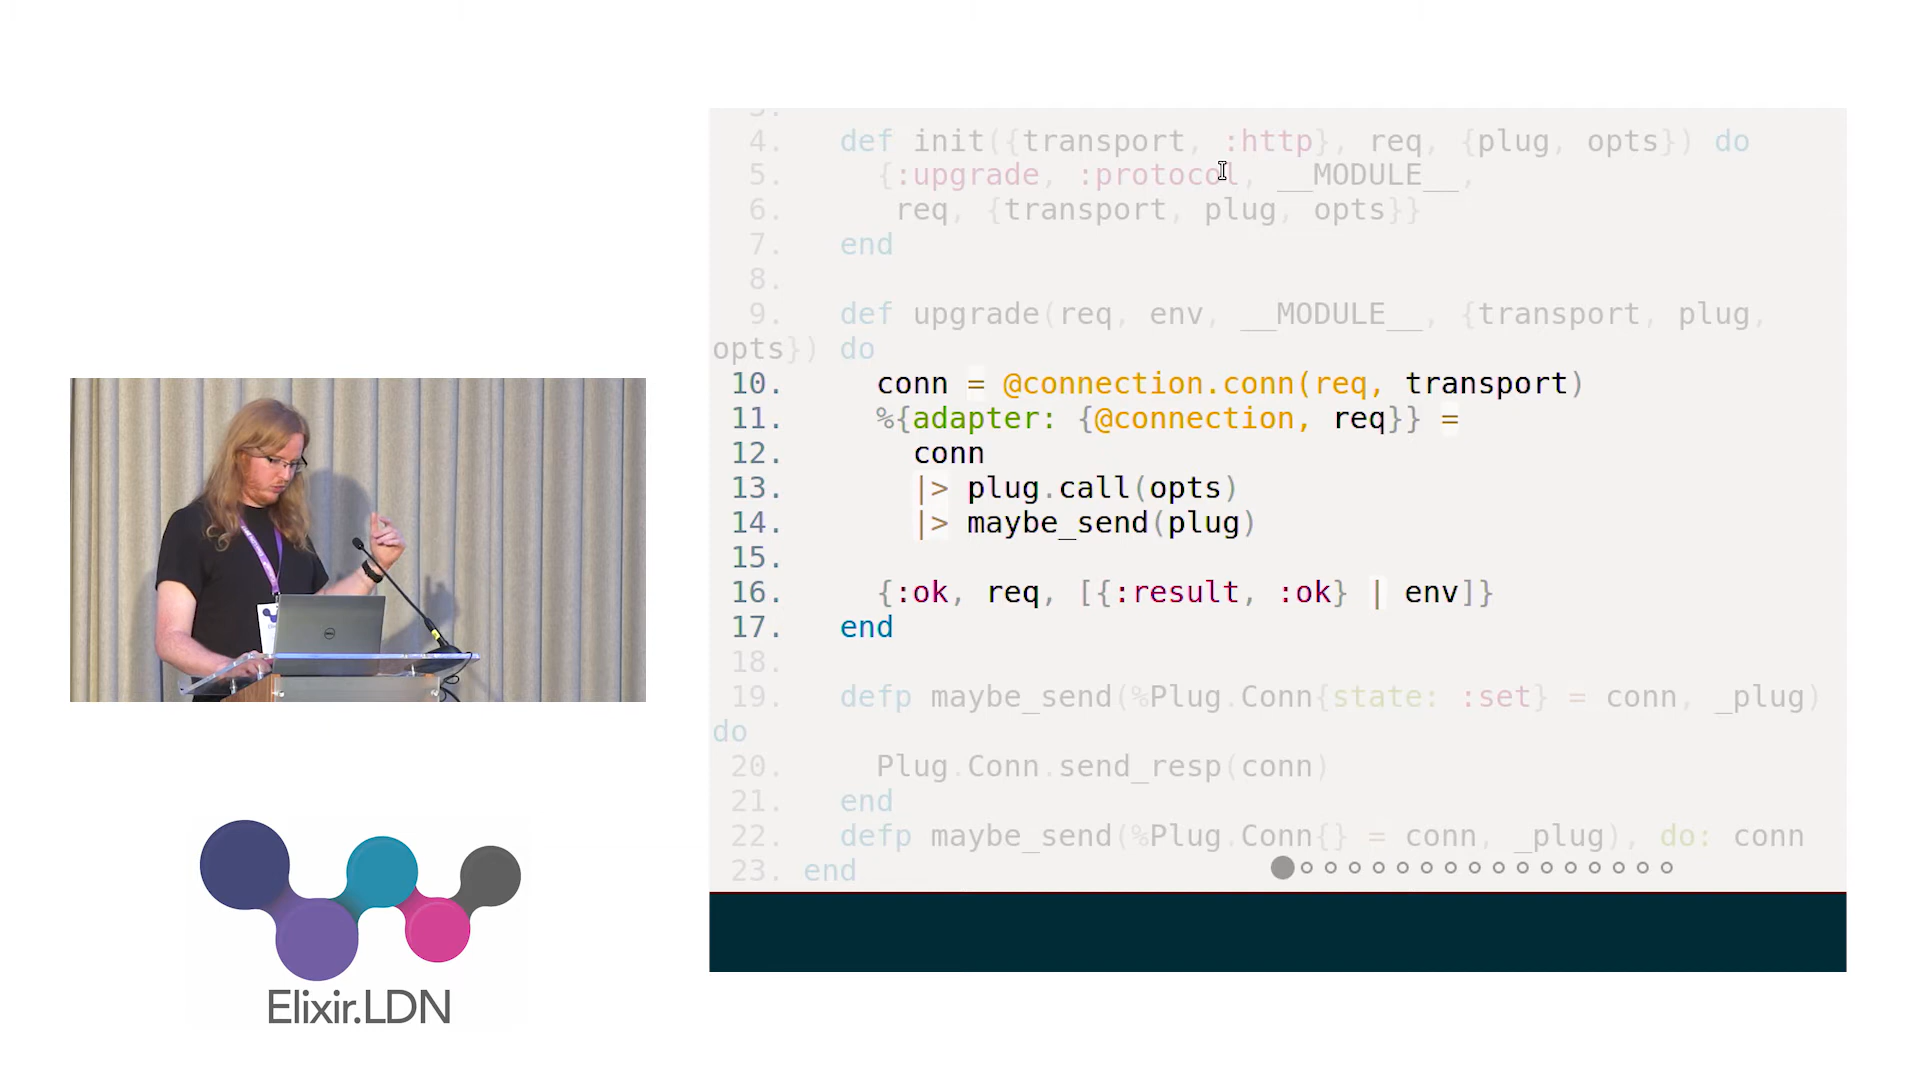 4.   def init({transport, :http}, req, {plug, opts}) do
5.     {:upgrade, :protocol, __MODULE__,
6.      req, {transport, plug, opts}}
7.   end
8.
9.   def upgrade(req, env, __MODULE__, {transport, plug,
opts}) do
10.     conn = @connection.conn(req, transport)
11.     %{adapter: {@connection, req}} =
12.       conn
13.       |> plug.call(opts)
14.       |> maybe_send(plug)
15.
16.     {:ok, req, [{:result, :ok} | env]}
17.   end
18.
19.   defp maybe_send(%Plug.Conn{state: :set} = conn, _plug)
do
20.     Plug.Conn.send_resp(conn)
21.   end
22.   defp maybe_send(%Plug.Conn{} = conn, _plug), do: conn
23. end
Elixir.LDN